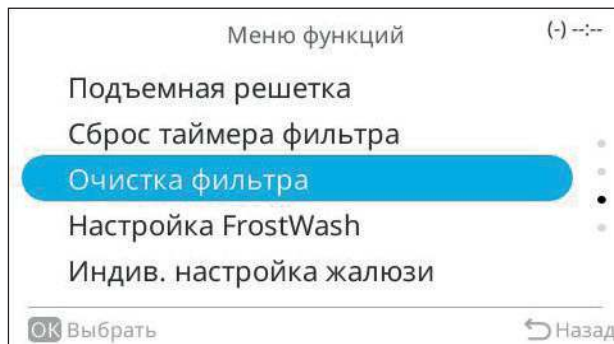 Меню функций (-) --:--
Подъемная решетка
Сброс таймера фильтра
Очистка фильтра
Настройка FrostWash
Индив. настройка жалюзи
OK Выбрать Назад